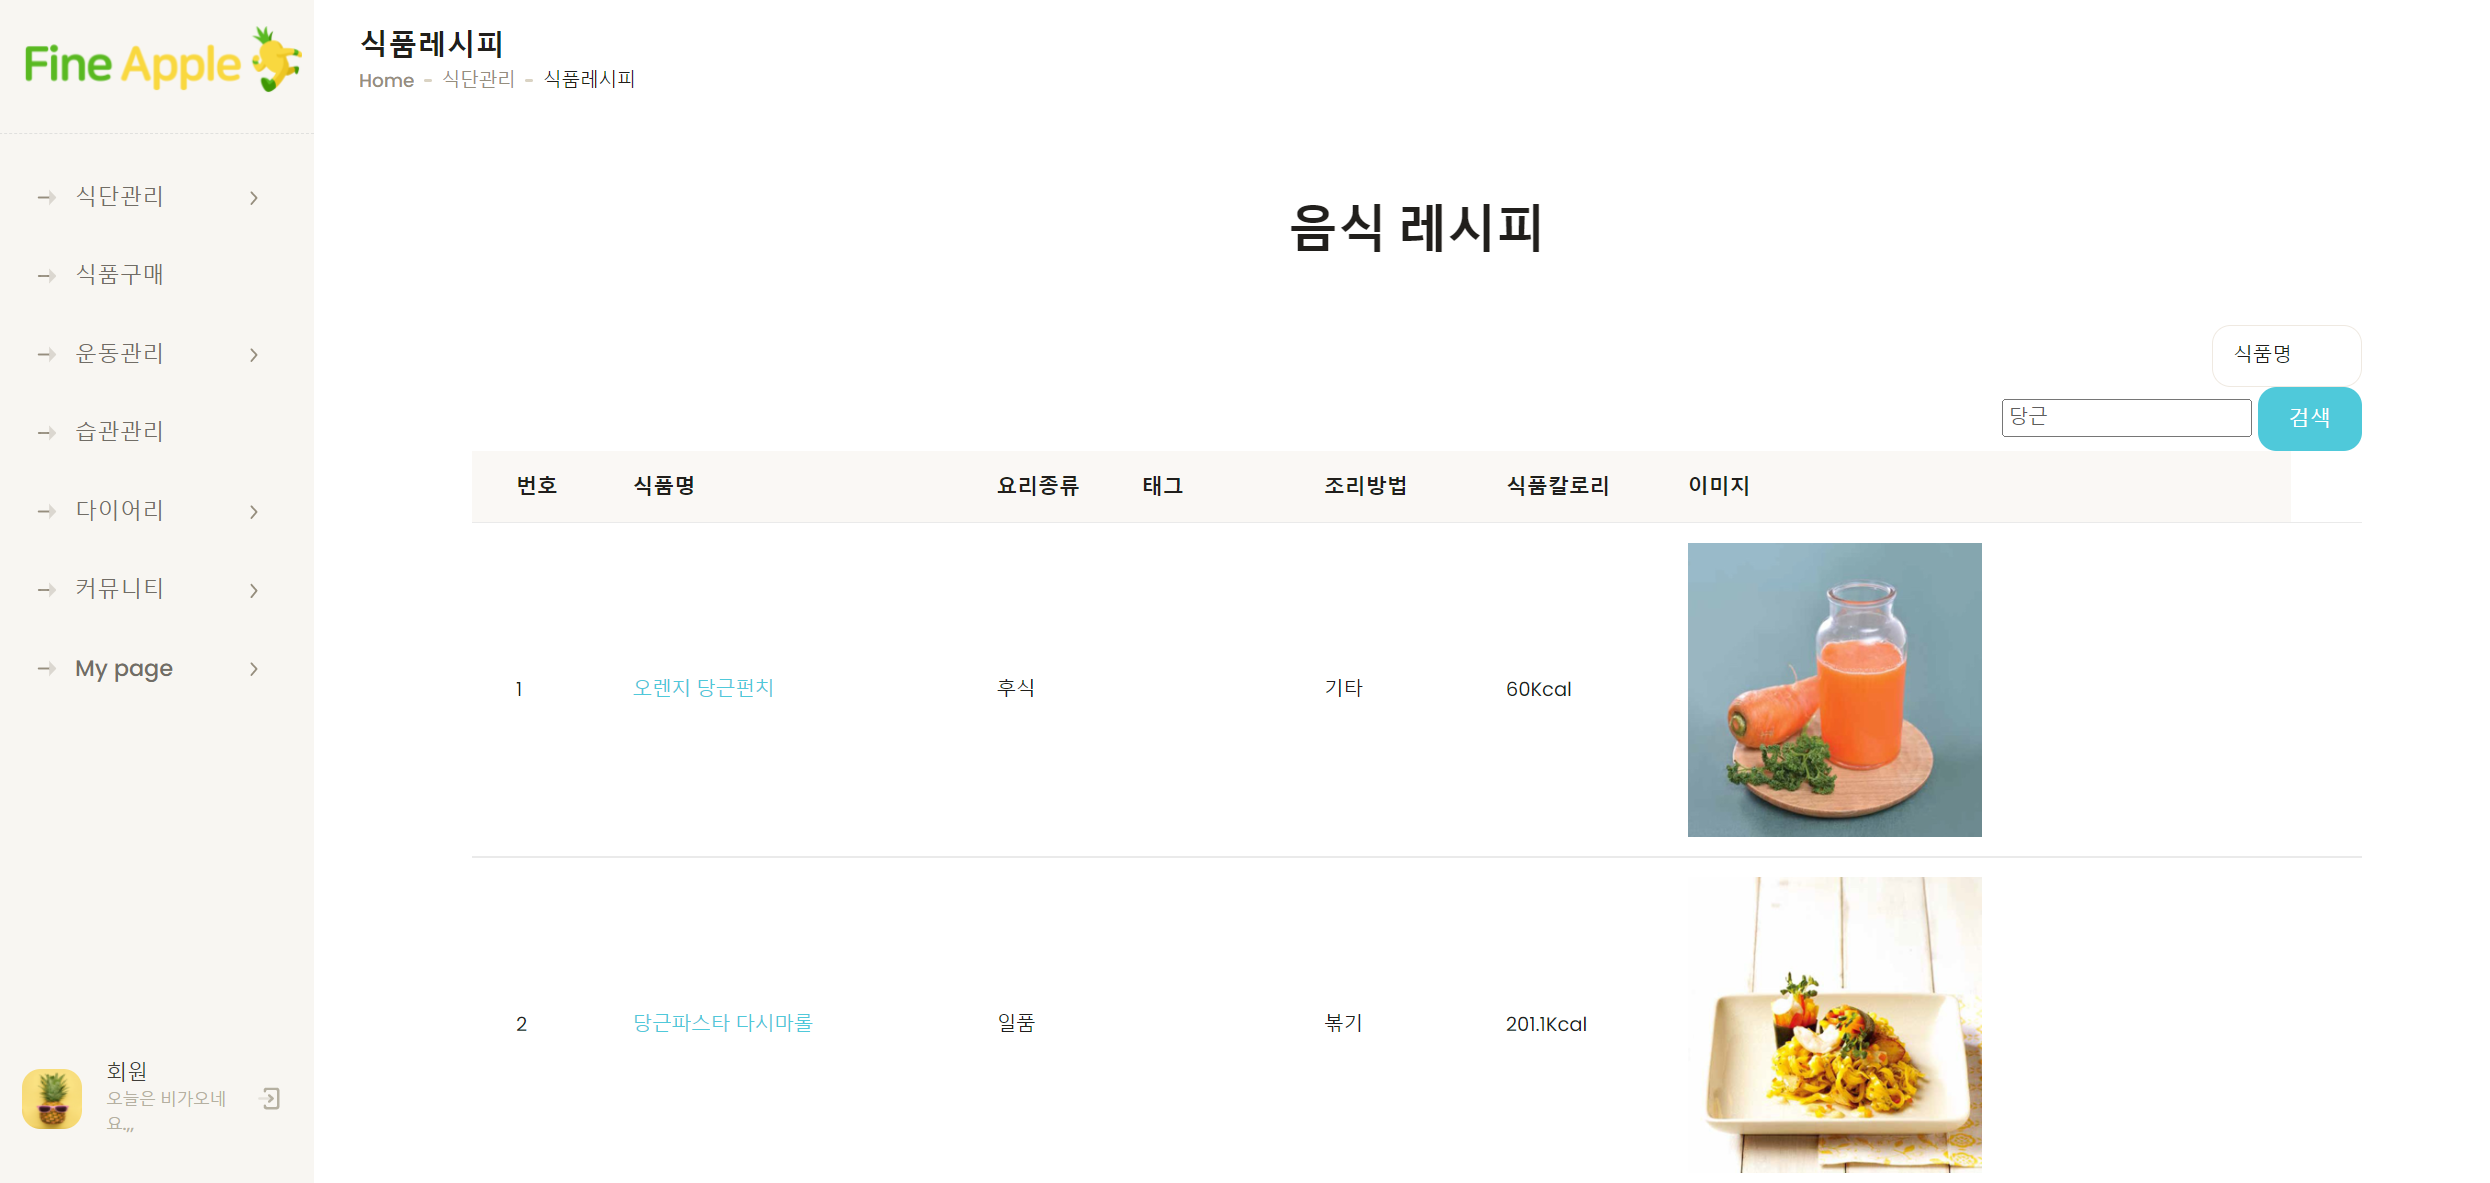 Fine Apple
식단관리
식품구매
운동관리
습관관리
다이어리
커뮤니티
My page
회원
오늘은 비가오네
요.,,
식품레시피
Home - 식단관리 - 식품레시피
음식 레시피
식품명
당근 검색
번호 식품명 요리종류 태그 조리방법 식품칼로리 이미지
1 오렌지 당근펀치 후식 기타 60Kcal
2 당근파스타 다시마롤 일품 볶기 201.1Kcal